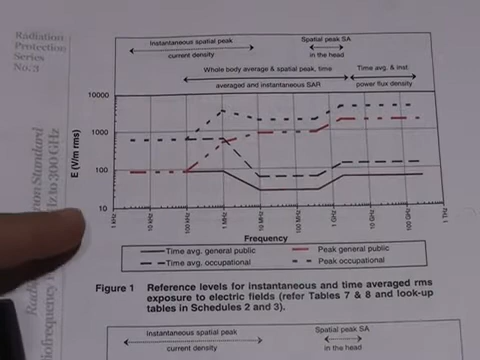 Radiation
Protection
Series
No. 3
Instantaneous spatial peak
current density
Spatial peak SA
in the head
Whole body average & spatial peak, time
averaged and instantaneous SAR
Time avg. & inst.
power flux density
E (V/m rms)
10000
1000
100
10
1 kHz
10 kHz
100 kHz
1 MHz
10 MHz
100 MHz
1 GHz
10 GHz
100 GHz
1 THz
Frequency
Time avg. general public
Peak general public
Time avg. occupational
Peak occupational
Figure 1 Reference levels for instantaneous and time averaged rms
exposure to electric fields (refer Tables 7 & 8 and look-up
tables in Schedules 2 and 3).
Instantaneous spatial peak
current density
Spatial peak SA
in the head
Standard
to 300 GHz